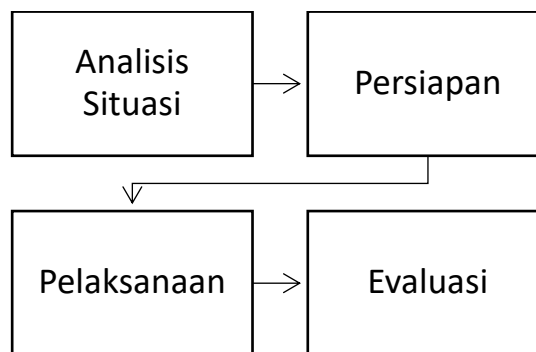 Analisis
Situasi
Persiapan
Pelaksanaan
Evaluasi